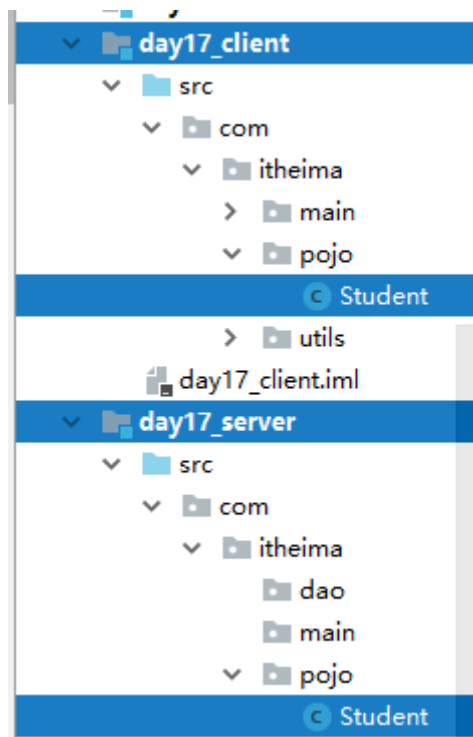 day17_client
src
com
itheima
main
pojo
C Student
utils
day17_client.iml
day17_server
src
com
itheima
dao
main
pojo
C Student